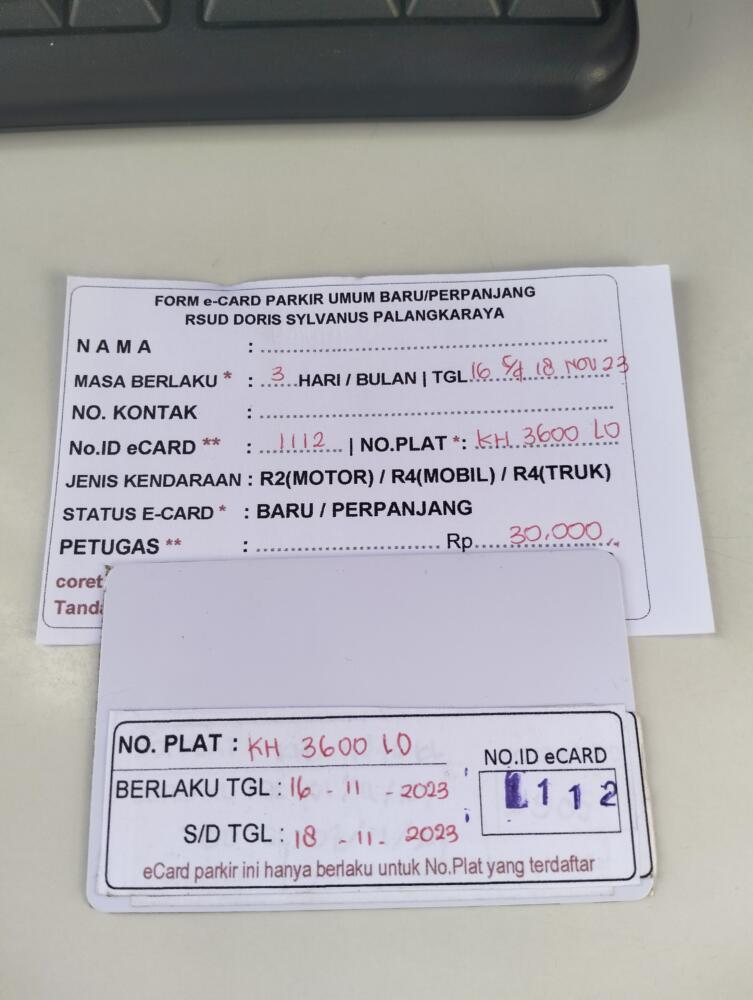 FORM e-CARD PARKIR UMUM BARU/PERPANJANG
RSUD DORIS SYLVANUS PALANGKARAYA
N A M A : ....................
MASA BERLAKU * : 3 HARI / BULAN | TGL 16 S/d 18 NOV 23
NO. KONTAK : ....................
No.ID eCARD ** : 1112 | NO.PLAT *: KH 3600 LO
JENIS KENDARAAN : R2(MOTOR) / R4(MOBIL) / R4(TRUK)
STATUS E-CARD * : BARU / PERPANJANG
PETUGAS ** : .................... Rp 30.000,-
coret
Tanda
NO. PLAT : KH 3600 LO
NO.ID eCARD
BERLAKU TGL : 16 - 11 - 2023
1112
S/D TGL : 18 - 11 - 2023
eCard parkir ini hanya berlaku untuk No.Plat yang terdaftar